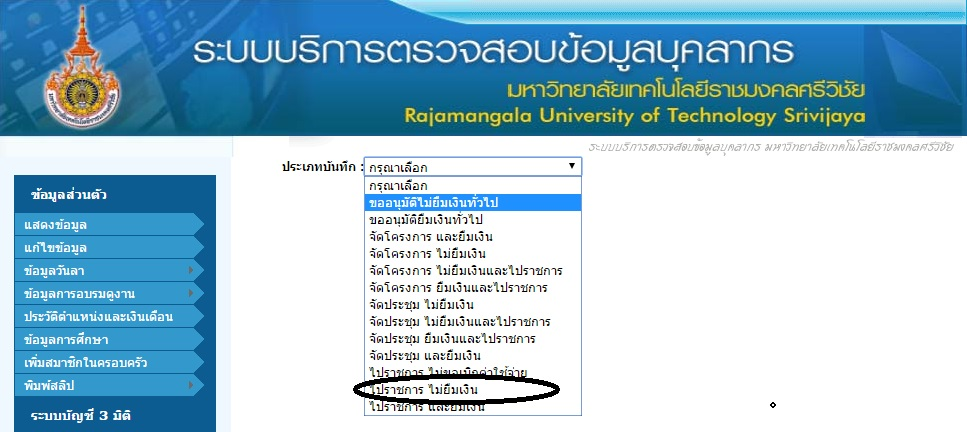 ระบบบริการตรวจสอบข้อมูลบุคลากร
มหาวิทยาลัยเทคโนโลยีราชมงคลศรีวิชัย
Rajamangala University of Technology Srivijaya
ระบบบริการตรวจสอบข้อมูลบุคลากร มหาวิทยาลัยเทคโนโลยีราชมงคลศรีวิชัย
ข้อมูลส่วนตัว
แสดงข้อมูล
แก้ไขข้อมูล
ข้อมูลวันลา
ข้อมูลการอบรมดูงาน
ประวัติตำแหน่งและเงินเดือน
ข้อมูลการศึกษา
เพิ่มสมาชิกในครอบครัว
พิมพ์สลิป
ระบบบัญชี 3 มิติ
ประเภทบันทึก : กรุณาเลือก
กรุณาเลือก
ขออนุมัติไม่ยืมเงินทั่วไป
ขออนุมัติยืมเงินทั่วไป
จัดโครงการ และยืมเงิน
จัดโครงการ ไม่ยืมเงิน
จัดโครงการ ไม่ยืมเงินและไปราชการ
จัดโครงการ ยืมเงินและไปราชการ
จัดประชุม ไม่ยืมเงิน
จัดประชุม ไม่ยืมเงินและไปราชการ
จัดประชุม ยืมเงินและไปราชการ
จัดประชุม และยืมเงิน
ไปราชการ ไม่ขอเบิกค่าใช้จ่าย
ไปราชการ ไม่ยืมเงิน
ไปราชการ และยืมเงิน